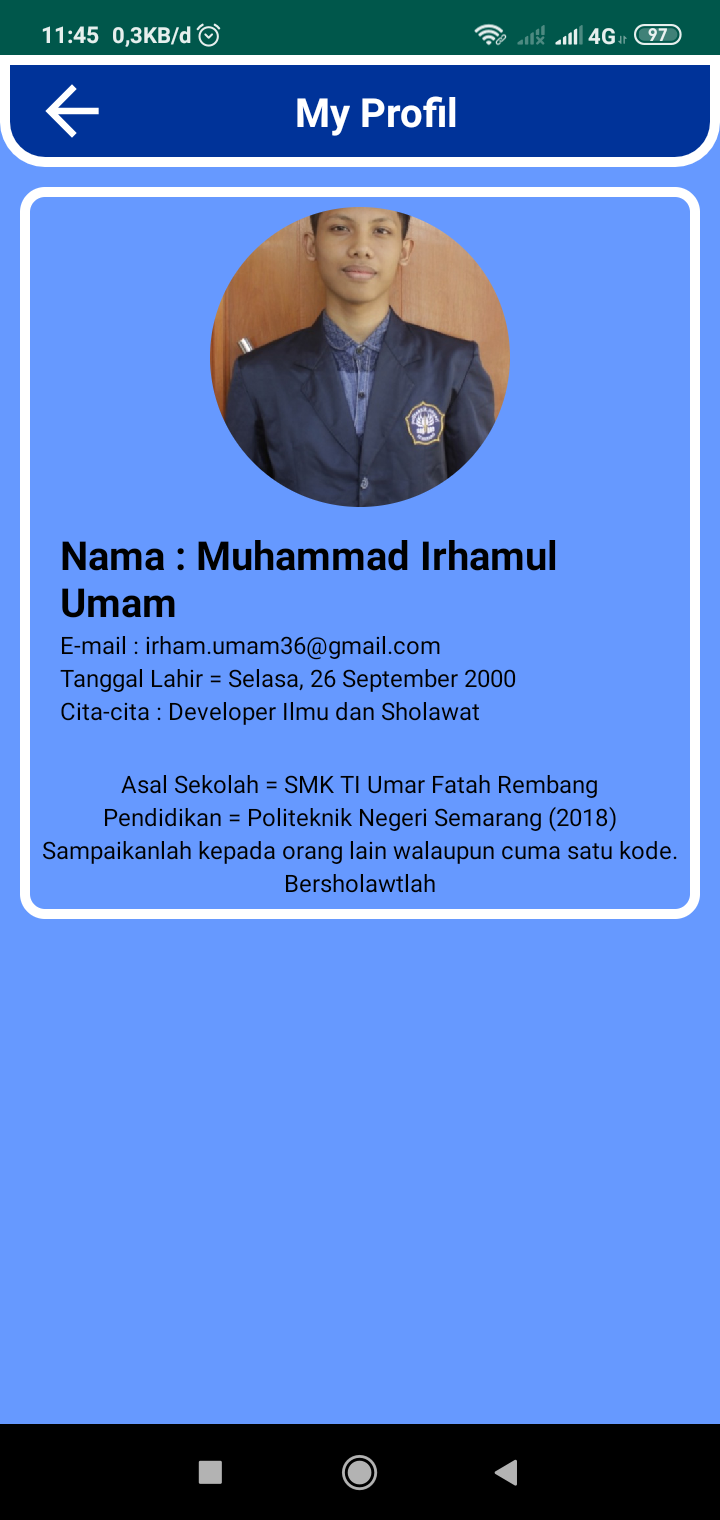 11:45 0,3KB/d 4G 97
My Profil
Nama : Muhammad Irhamul
Umam
E-mail : irham.umam36@gmail.com
Tanggal Lahir = Selasa, 26 September 2000
Cita-cita : Developer Ilmu dan Sholawat
Asal Sekolah = SMK TI Umar Fatah Rembang
Pendidikan = Politeknik Negeri Semarang (2018)
Sampaikanlah kepada orang lain walaupun cuma satu kode.
Bersholawtlah